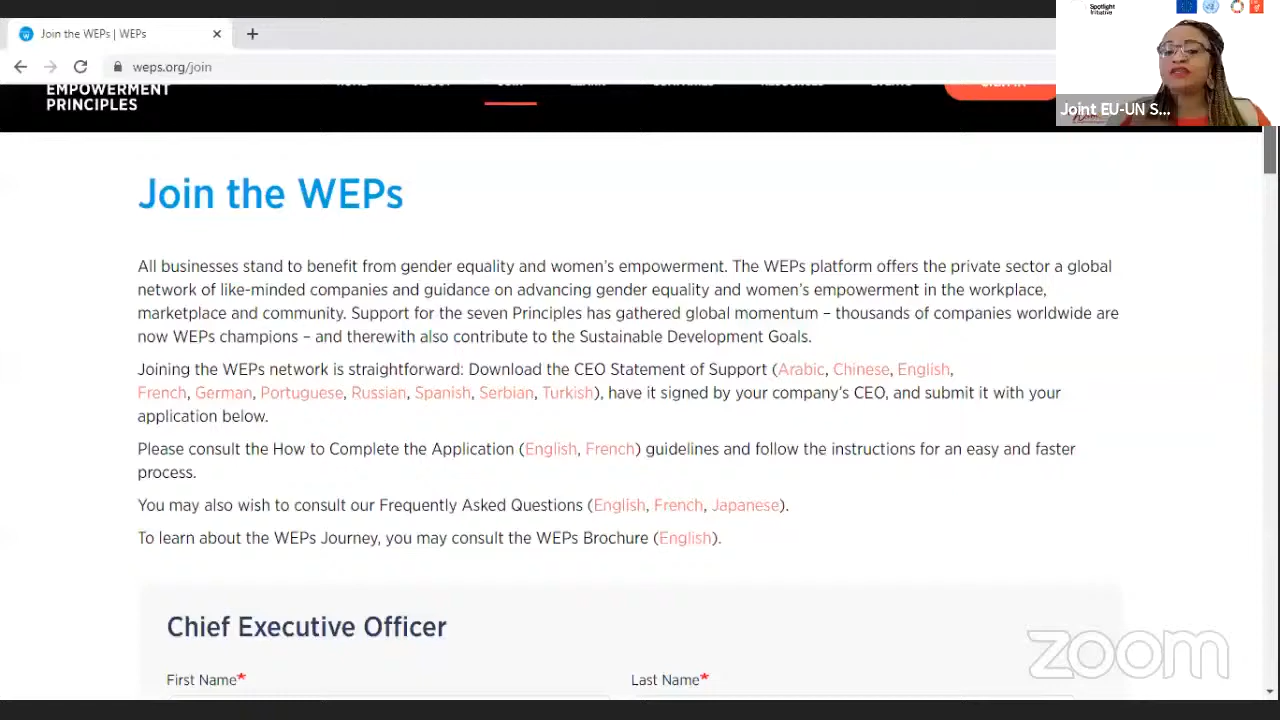 Join the WEPs | WEPs
Spotlight
Initiative
weps.org/join
EMPOWERMENT
PRINCIPLES
Joint EU-UN S...
Join the WEPs
All businesses stand to benefit from gender equality and women's empowerment. The WEPs platform offers the private sector a global
network of like-minded companies and guidance on advancing gender equality and women's empowerment in the workplace,
marketplace and community. Support for the seven Principles has gathered global momentum – thousands of companies worldwide are
now WEPs champions – and therewith also contribute to the Sustainable Development Goals.
Joining the WEPs network is straightforward: Download the CEO Statement of Support (Arabic, Chinese, English,
French, German, Portuguese, Russian, Spanish, Serbian, Turkish), have it signed by your company's CEO, and submit it with your
application below.
Please consult the How to Complete the Application (English, French) guidelines and follow the instructions for an easy and faster
process.
You may also wish to consult our Frequently Asked Questions (English, French, Japanese).
To learn about the WEPs Journey, you may consult the WEPs Brochure (English).
Chief Executive Officer
First Name*
Last Name*
zoom